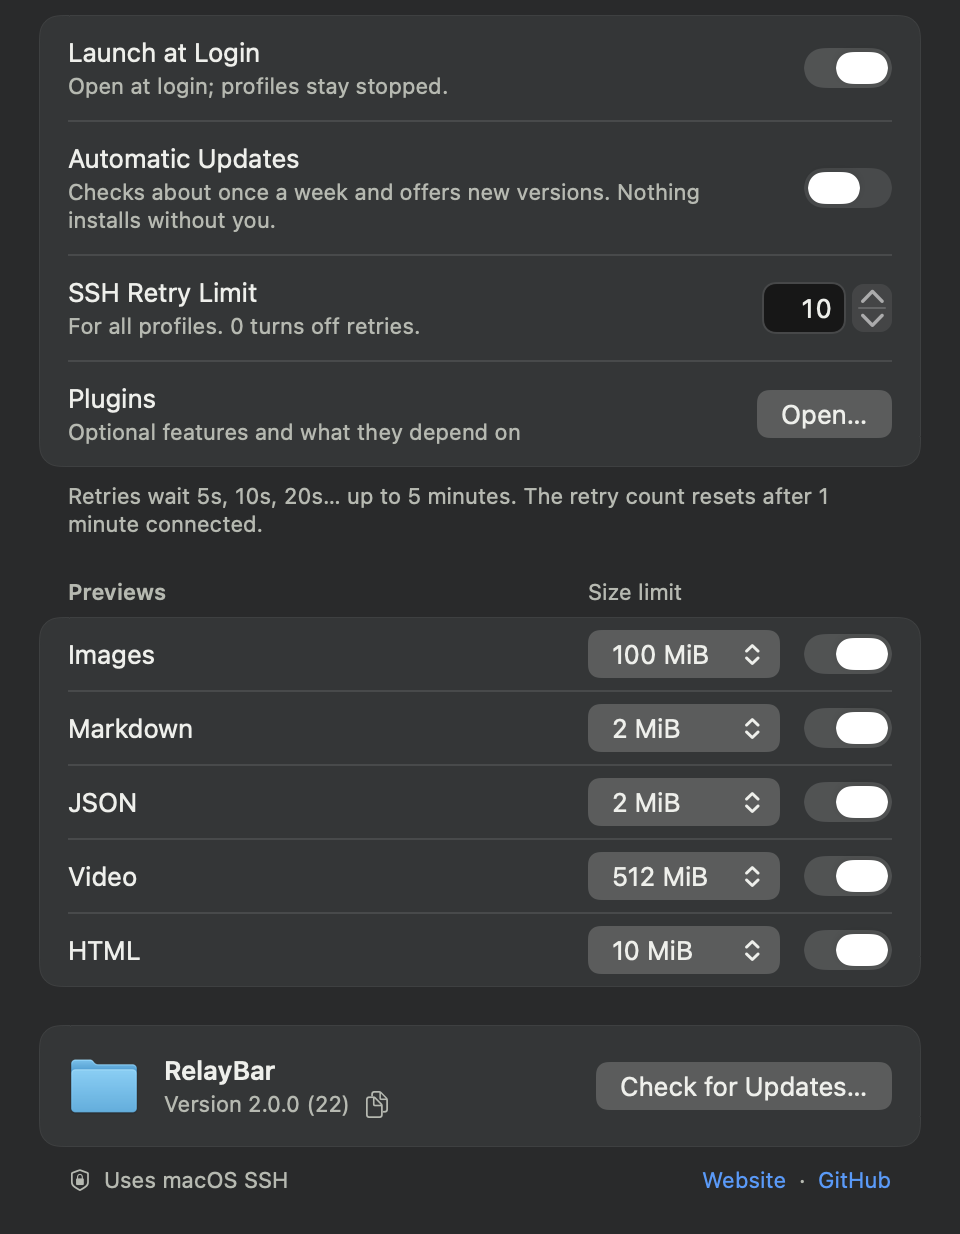 Launch at Login
Open at login; profiles stay stopped.
Automatic Updates
Checks about once a week and offers new versions. Nothing
installs without you.
SSH Retry Limit
For all profiles. 0 turns off retries.
10
Plugins
Optional features and what they depend on
Open...
Retries wait 5s, 10s, 20s... up to 5 minutes. The retry count resets after 1
minute connected.
Previews Size limit
Images 100 MiB
Markdown 2 MiB
JSON 2 MiB
Video 512 MiB
HTML 10 MiB
RelayBar
Version 2.0.0 (22)
Check for Updates...
Uses macOS SSH
Website · GitHub